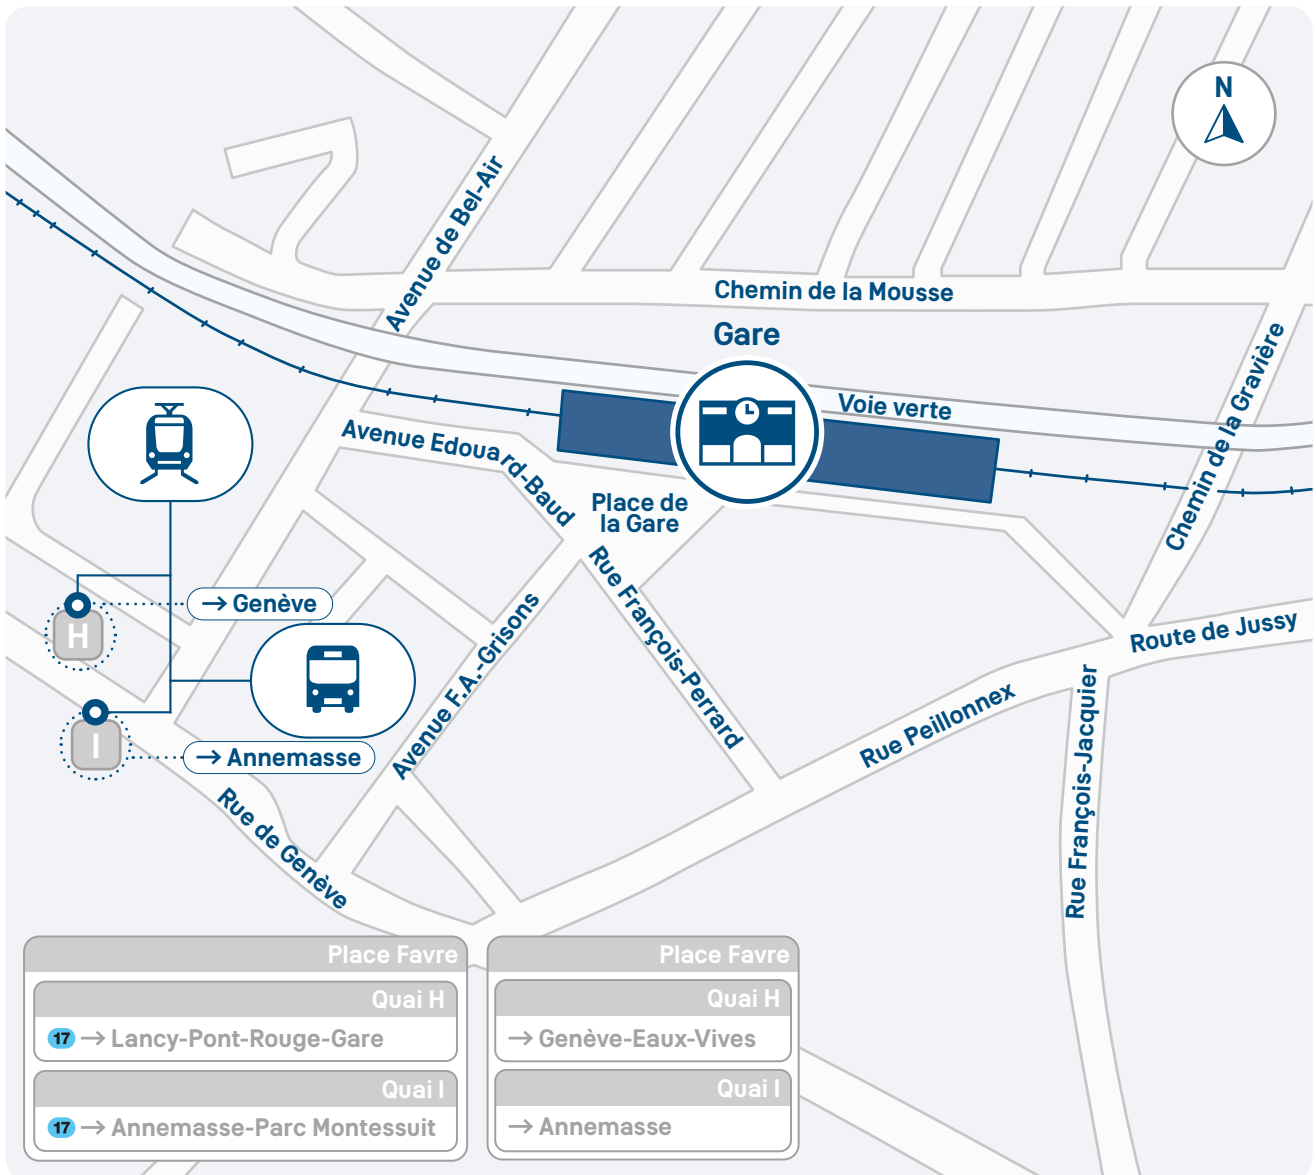 N
Avenue de Bel-Air
Chemin de la Mousse
Gare
Voie verte
Chemin de la Gravière
Avenue Edouard-Baud
Place de
la Gare
Rue François-Perrard
→ Genève
H
Avenue F.A.-Grisons
Route de Jussy
Rue Peillonnex
Rue François-Jacquier
I
→ Annemasse
Rue de Genève
Place Favre
Quai H
17 → Lancy-Pont-Rouge-Gare
Quai I
17 → Annemasse-Parc Montessuit
Place Favre
Quai H
→ Genève-Eaux-Vives
Quai I
→ Annemasse